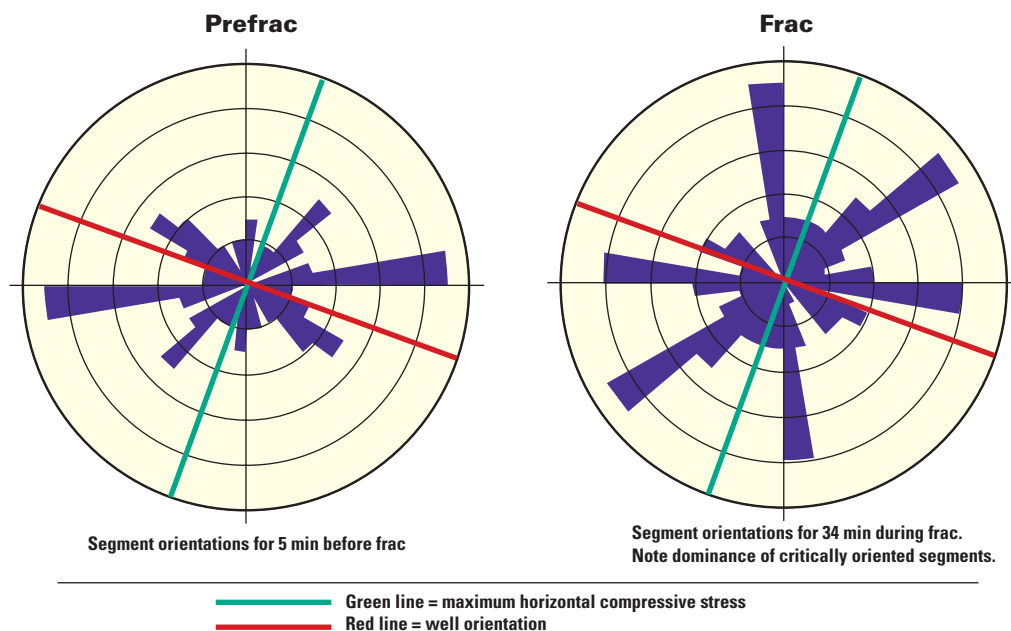 Prefrac
Frac
Segment orientations for 5 min before frac
Segment orientations for 34 min during frac.
Note dominance of critically oriented segments.
Green line = maximum horizontal compressive stress
Red line = well orientation